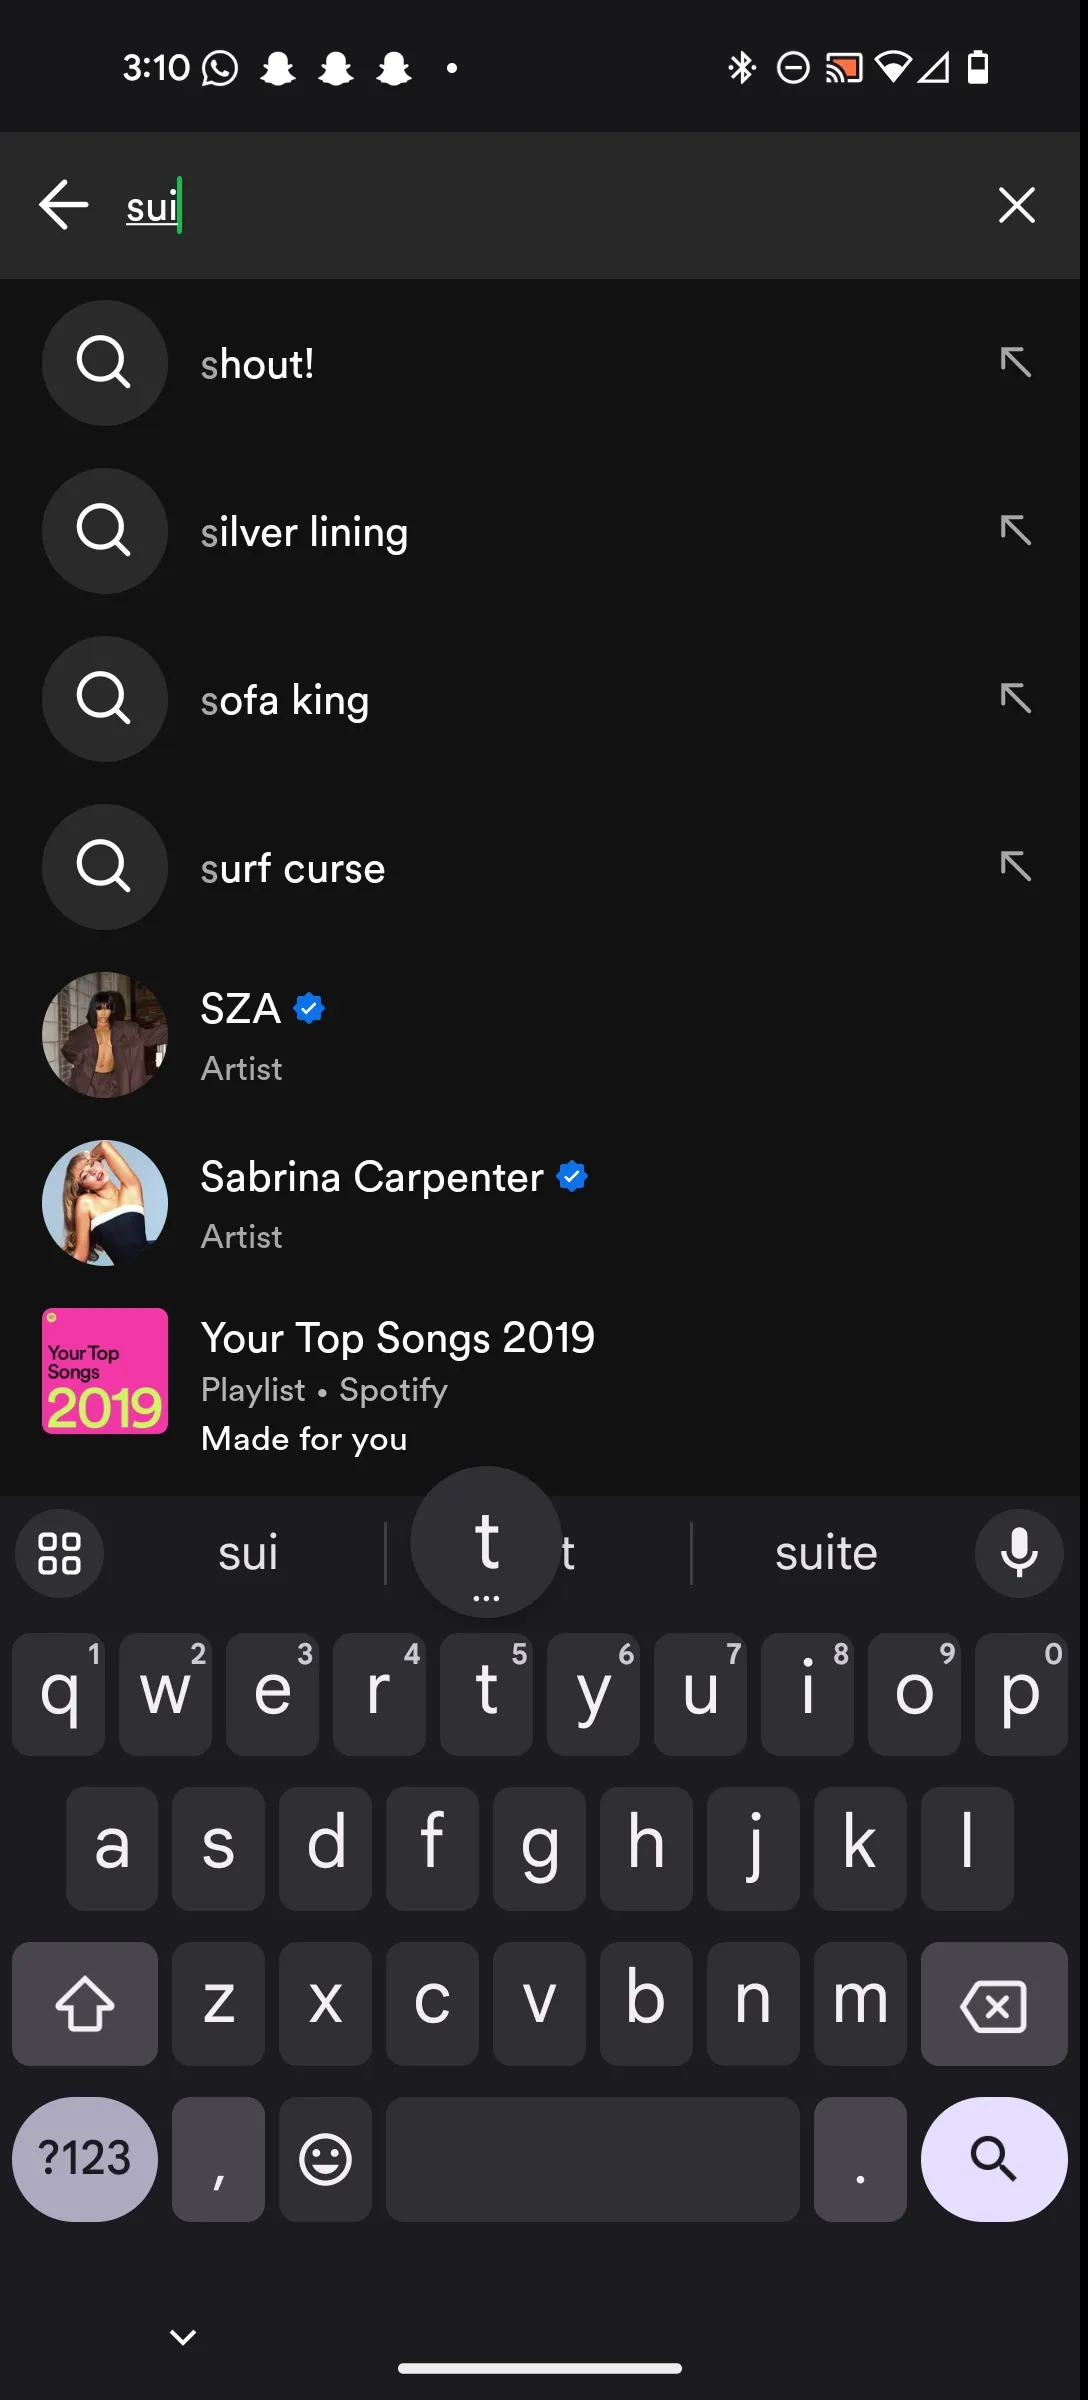 3:10
sui
shout!
silver lining
sofa king
surf curse
SZA
Artist
Sabrina Carpenter
Artist
Your Top
Songs
2019
Your Top Songs 2019
Playlist • Spotify
Made for you
sui t suite
t
...
1 2 3 4 5 6 7 8 9 0
q w e r t y u i o p
a s d f g h j k l
z x c v b n m
?123 , .